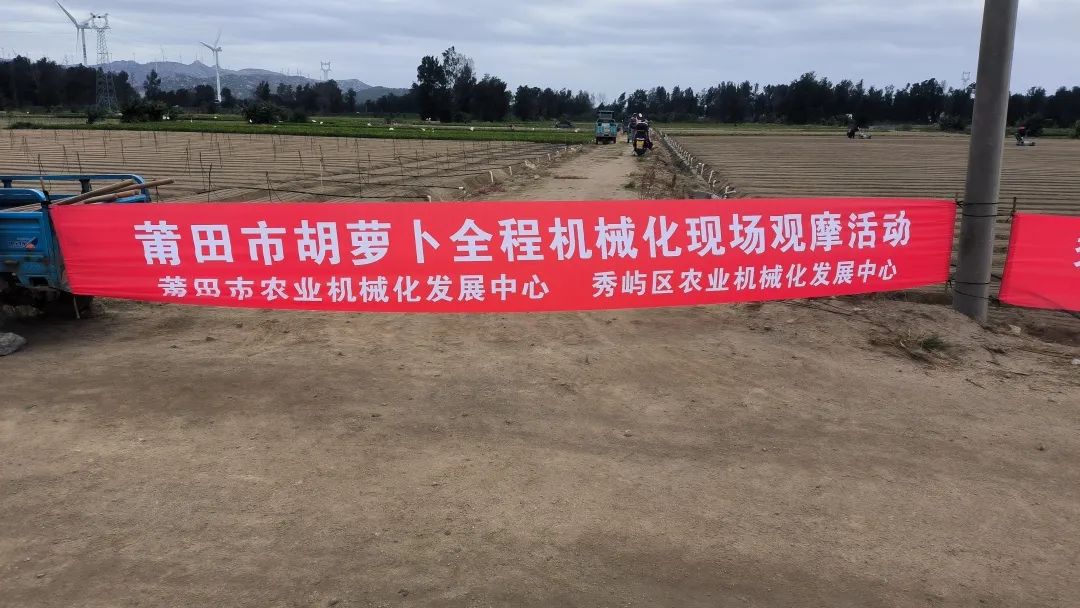 莆田市胡萝卜全程机械化现场观摩活动
莆田市农业机械化发展中心 秀屿区农业机械化发展中心